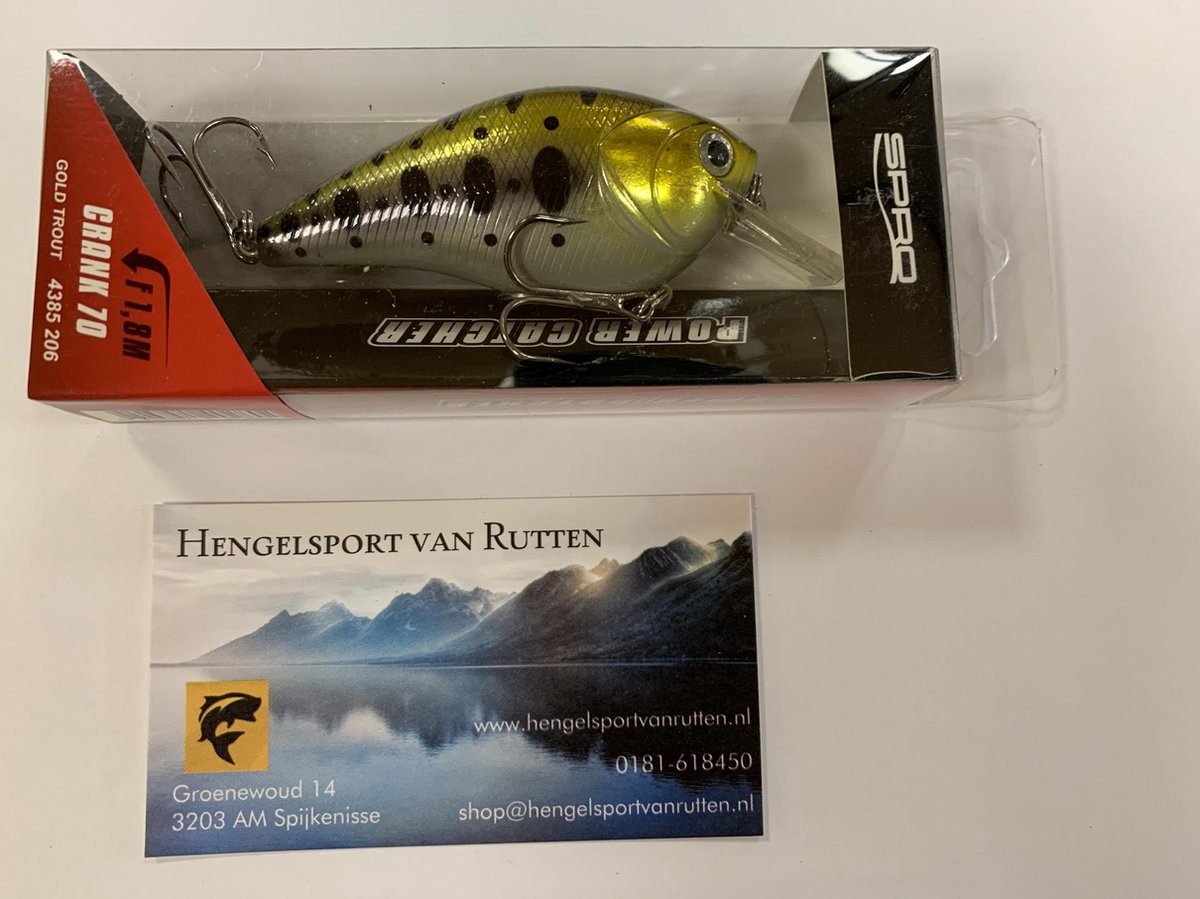 SPRO
POWER CATCHER
F 1,8M
CRANK 70
GOLD TROUT 4385 206
HENGELSPORT VAN RUTTEN
www.hengelsportvanrutten.nl
0181-618450
shop@hengelsportvanrutten.nl
Groenewoud 14
3203 AM Spijkenisse